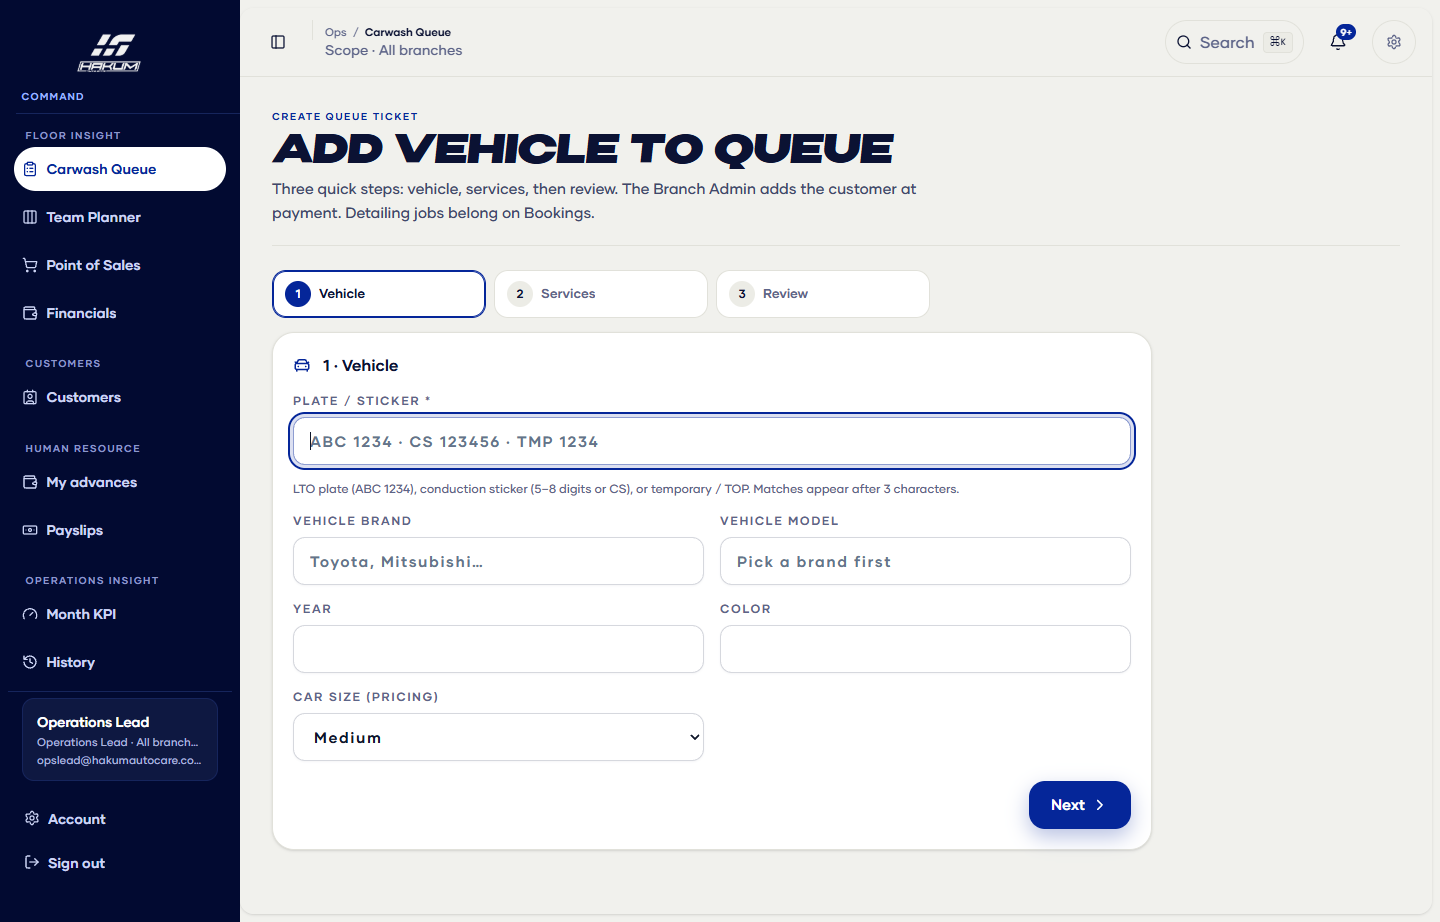 HAKUM
COMMAND
FLOOR INSIGHT
Carwash Queue
Team Planner
Point of Sales
Financials
CUSTOMERS
Customers
HUMAN RESOURCE
My advances
Payslips
OPERATIONS INSIGHT
Month KPI
History
Operations Lead
Operations Lead · All branch...
opslead@hakumautocare.co...
Account
Sign out
Ops / Carwash Queue
Scope · All branches
Search ⌘K
9+
CREATE QUEUE TICKET
ADD VEHICLE TO QUEUE
Three quick steps: vehicle, services, then review. The Branch Admin adds the customer at
payment. Detailing jobs belong on Bookings.
1 Vehicle
2 Services
3 Review
1 · Vehicle
PLATE / STICKER *
ABC 1234 · CS 123456 · TMP 1234
LTO plate (ABC 1234), conduction sticker (5–8 digits or CS), or temporary / TOP. Matches appear after 3 characters.
VEHICLE BRAND
Toyota, Mitsubishi…
VEHICLE MODEL
Pick a brand first
YEAR
COLOR
CAR SIZE (PRICING)
Medium
Next